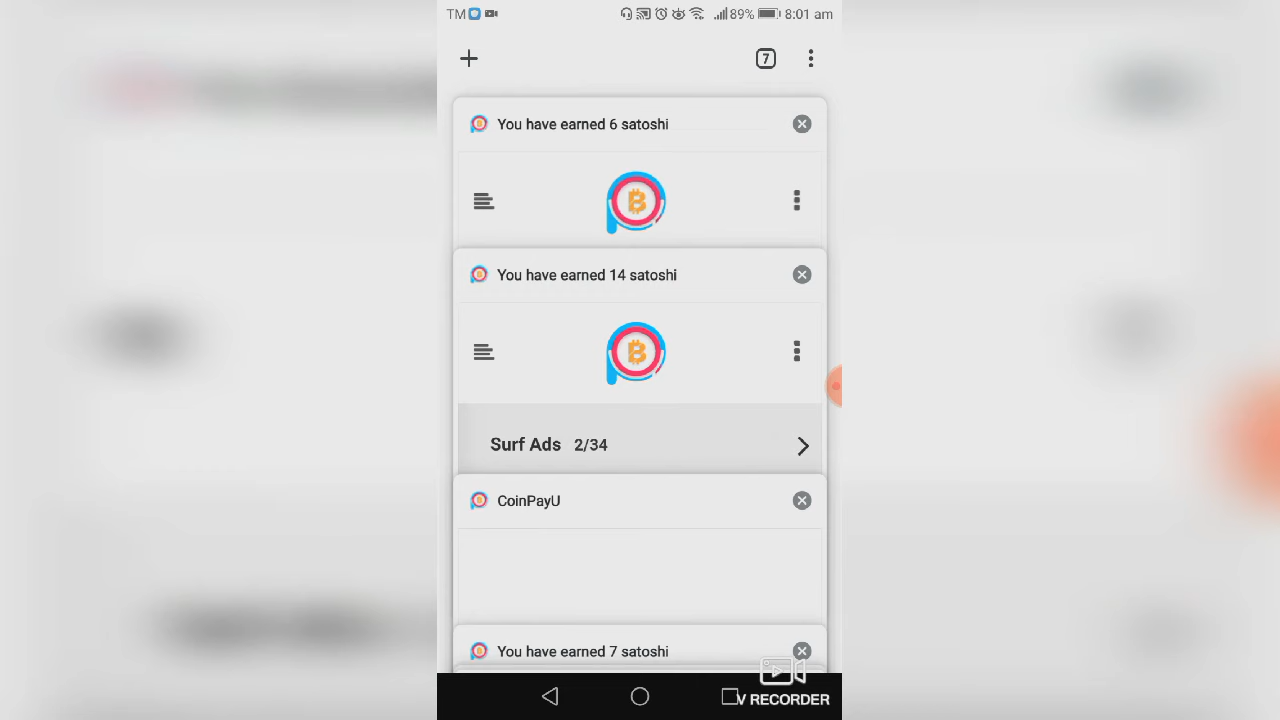 TM 89% 8:01 am
7
You have earned 6 satoshi
You have earned 14 satoshi
Surf Ads 2/34
CoinPayU
You have earned 7 satoshi
V RECORDER